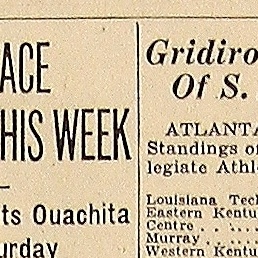 ACE
HIS WEEK
ts Ouachita
urday
Gridiro
Of S.
ATLANTA
Standings of
legiate Athl
Louisiana Tech
Eastern Kentu
Centre . . . . . .
Murray . . . . . .
Western Kentu